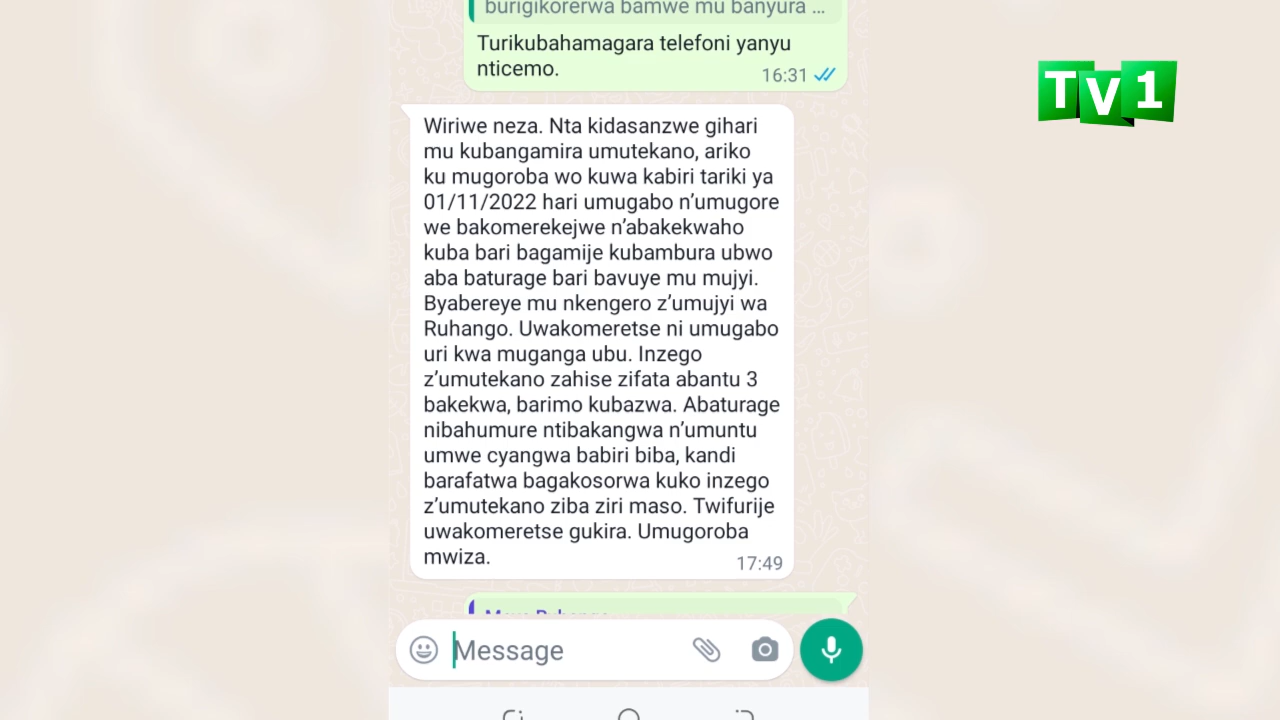 burigikorerwa bamwe mu banyura ...
Turikubahamagara telefoni yanyu
nticemo.
16:31
TV1
Wiriwe neza. Nta kidasanzwe gihari
mu kubangamira umutekano, ariko
ku mugoroba wo kuwa kabiri tariki ya
01/11/2022 hari umugabo n’umugore
we bakomerekejwe n’abakekwaho
kuba bari bagamije kubambura ubwo
aba baturage bari bavuye mu mujyi.
Byabereye mu nkengero z’umujyi wa
Ruhango. Uwakomeretse ni umugabo
uri kwa muganga ubu. Inzego
z’umutekano zahise zifata abantu 3
bakekwa, barimo kubazwa. Abaturage
nibahumure ntibakangwa n’umuntu
umwe cyangwa babiri biba, kandi
barafatwa bagakosorwa kuko inzego
z’umutekano ziba ziri maso. Twifurije
uwakomeretse gukira. Umugoroba
mwiza.
17:49
Message